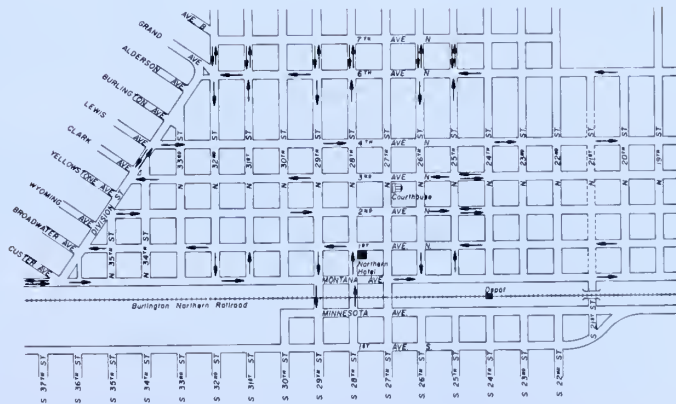 AVE B
GRAND AVE
ALDERSON AVE
BURLINGTON AVE
LEWIS
CLARK
YELLOWSTONE AVE
WYOMING
BROADWATER AVE
CUSTER AVE
DIVISION ST
7TH AVE N
6TH AVE N
4TH AVE N
33RD ST N
32ND ST N
31ST ST N
30TH ST N
29TH ST N
28TH ST N
27TH ST N
26TH ST N
25TH ST N
24TH ST N
23RD ST N
22ND ST N
21ST ST N
20TH ST N
19TH ST N
3RD AVE N
Courthouse
2ND AVE N
N 35TH ST
N 34TH ST
1ST AVE N
Northern
Hotel
MONTANA AVE
Depot
Burlington Northern Railroad
MINNESOTA AVE
S 21ST ST
1ST AVE S
S 37TH ST
S 36TH ST
S 35TH ST
S 34TH ST
S 33RD ST
S 32ND ST
S 31ST ST
S 30TH ST
S 29TH ST
S 28TH ST
S 27TH ST
S 26TH ST
S 25TH ST
S 24TH ST
S 23RD ST
S 22ND ST